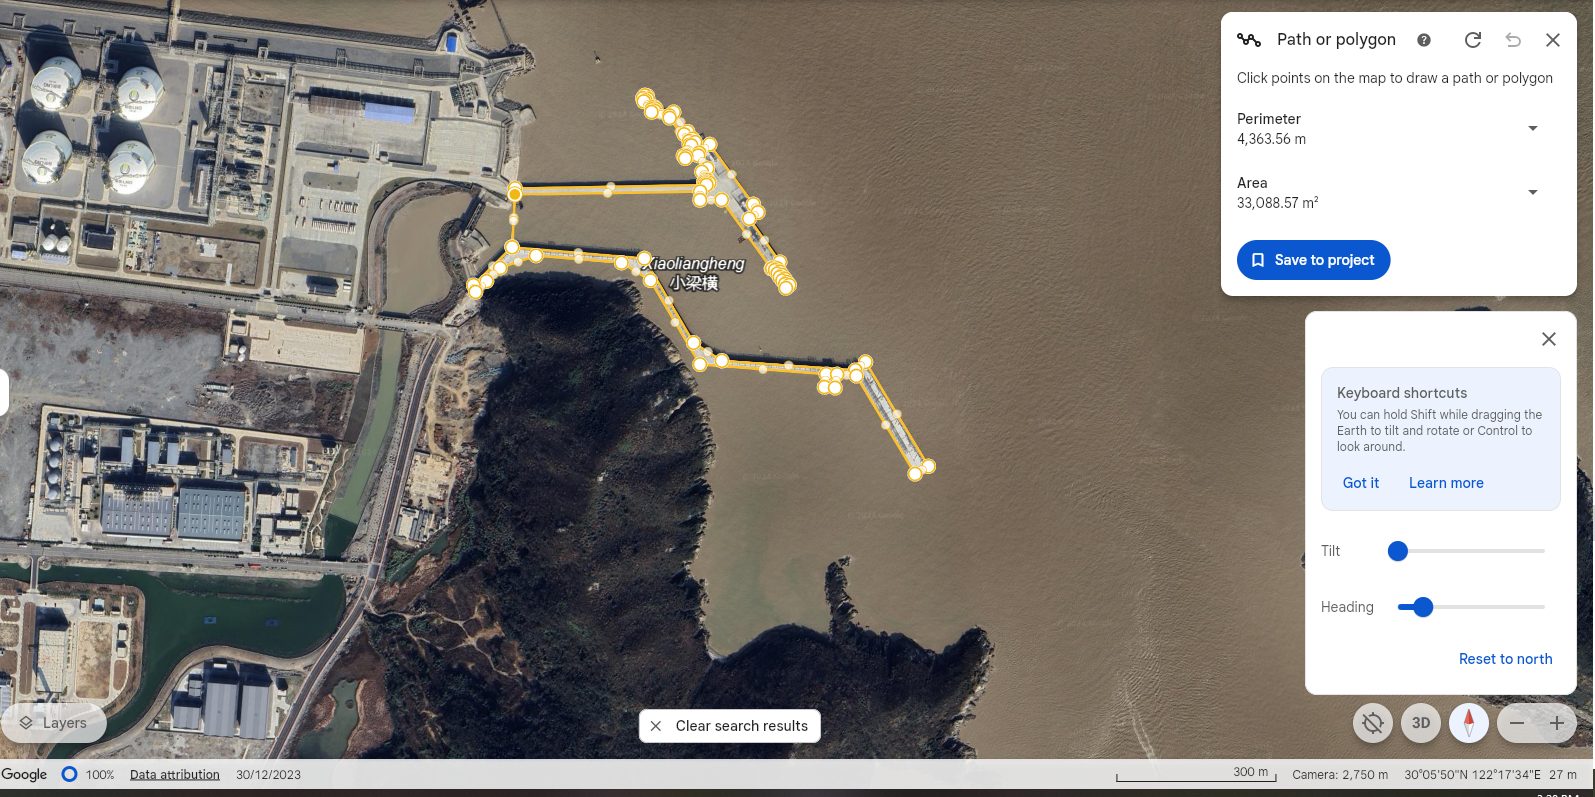 Path or polygon
Click points on the map to draw a path or polygon
Perimeter
4,363.56 m
Area
33,088.57 m²
Save to project
Xiaoliangheng
小梁横
Keyboard shortcuts
You can hold Shift while dragging the
Earth to tilt and rotate or Control to
look around.
Got it
Learn more
Tilt
Heading
Reset to north
Layers
Clear search results
3D
Google
100%
Data attribution
30/12/2023
300 m
Camera: 2,750 m
30°05'50"N 122°17'34"E
27 m